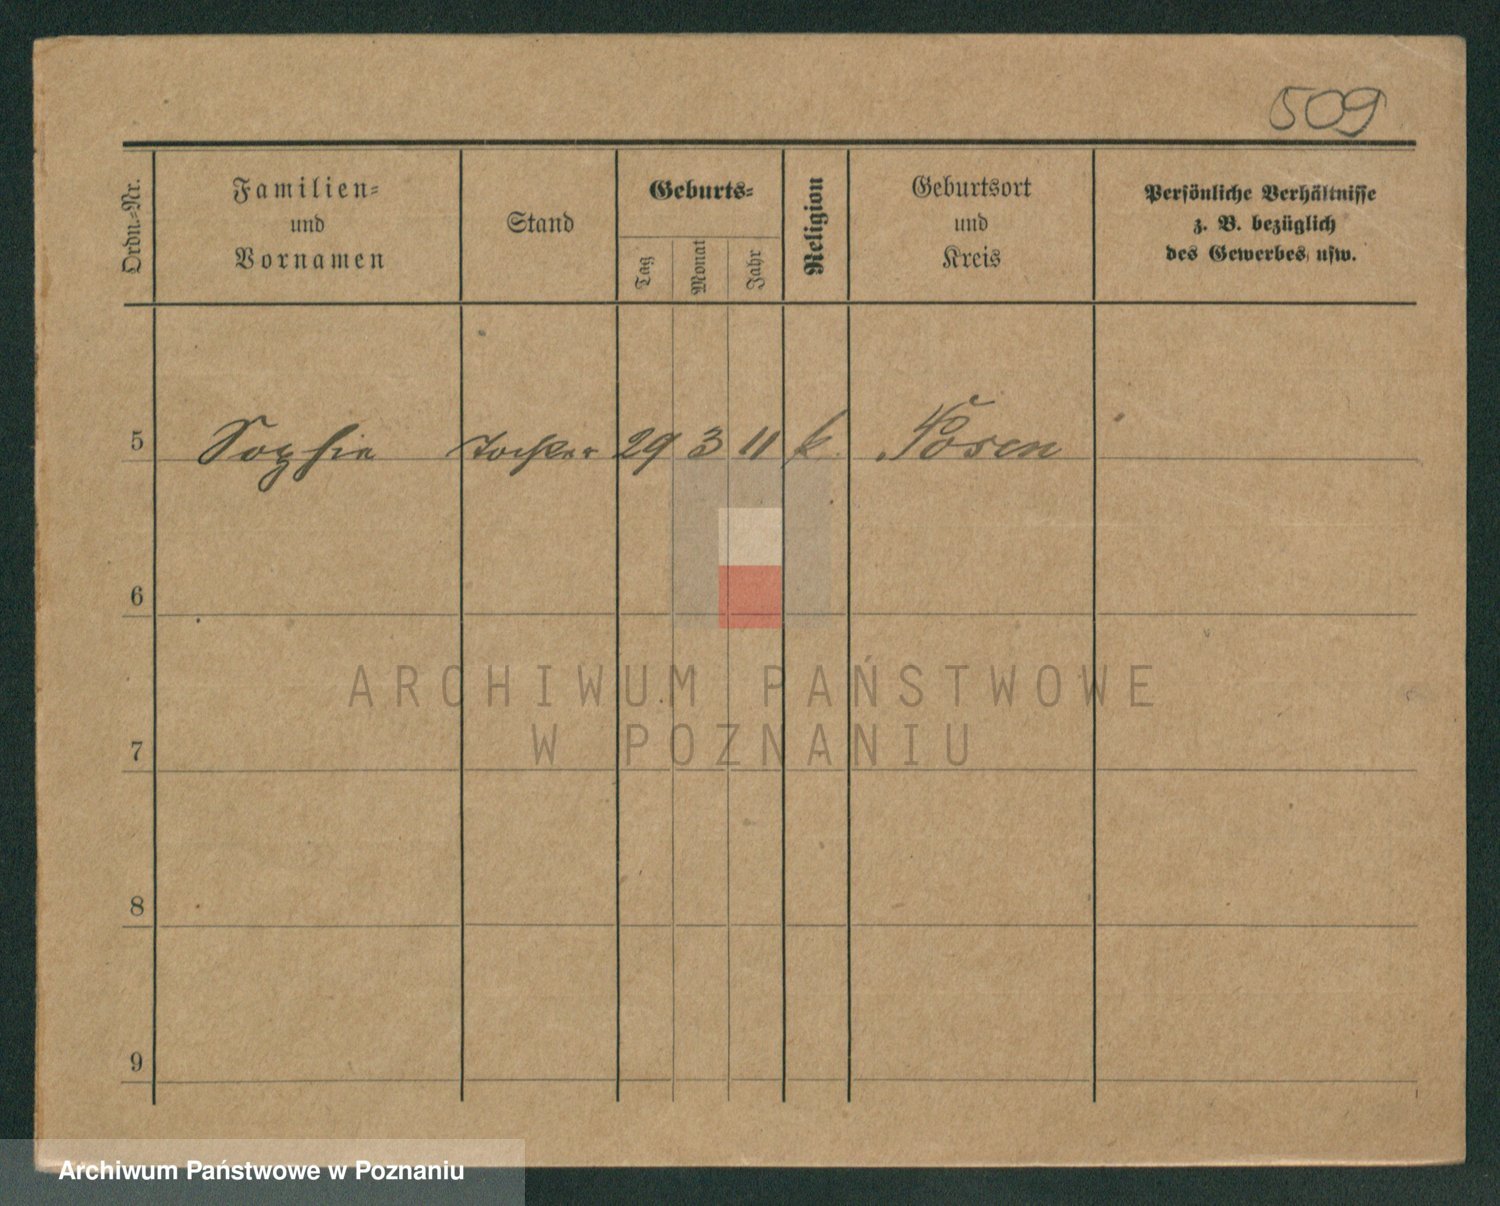 509
Ordn.-Nr.
Familien-
und
Vornamen
Stand
Geburts-
Tag
Monat
Jahr
Religion
Geburtsort
und
Kreis
Persönliche Verhältnisse
z. B. bezüglich
des Gewerbes usw.
5 Sophie Tochter 29 3 11 k. Posen
6
7
8
9
ARCHIWUM PAŃSTWOWE
W POZNANIU
Archiwum Państwowe w Poznaniu